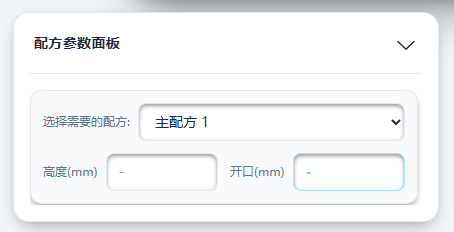 配方参数面板
选择需要的配方: 主配方 1
高度(mm) - 开口(mm) -